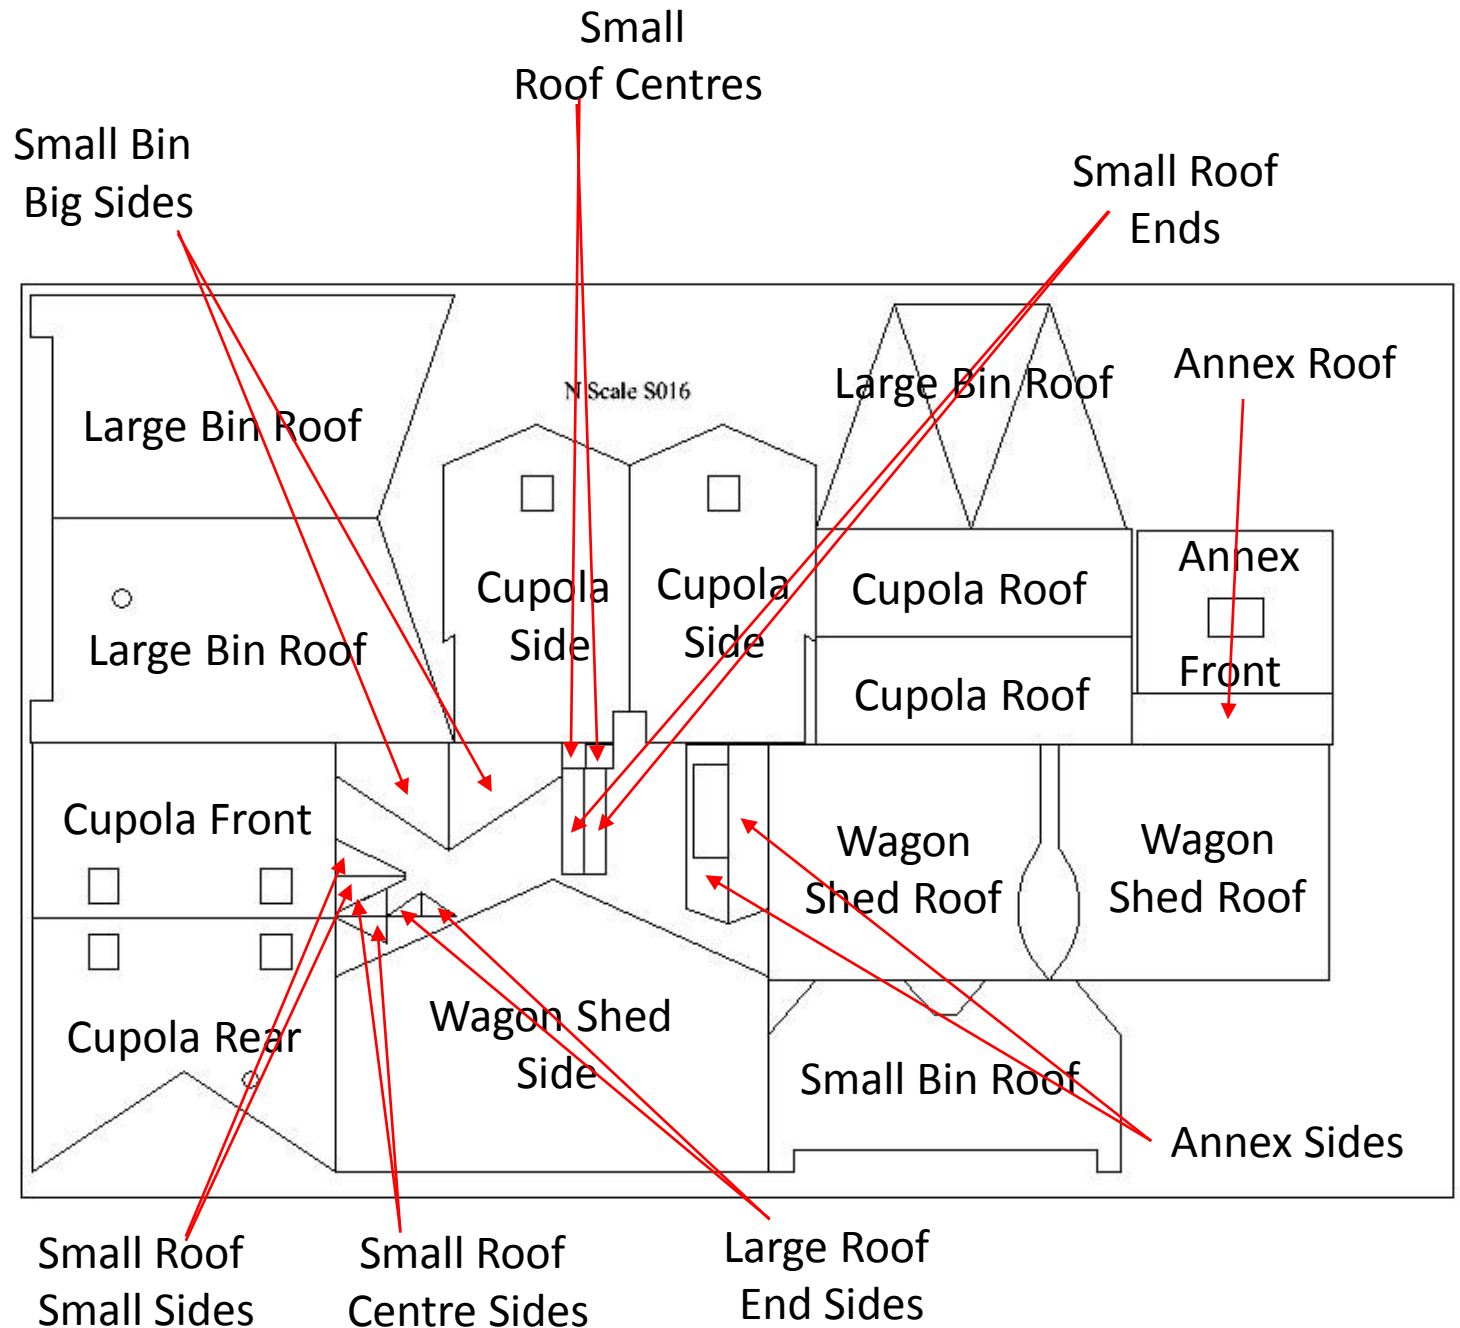 Small
Roof Centres
Small Bin
Big Sides
Small Roof
Ends
Annex Roof
Large Bin Roof
N Scale S016
Large Bin Roof
Annex
Front
Cupola
Side
Cupola
Side
Cupola Roof
Large Bin Roof
Cupola Roof
Cupola Front
Wagon
Shed Roof
Wagon
Shed Roof
Cupola Rear
Wagon Shed
Side
Small Bin Roof
Annex Sides
Small Roof
Small Sides
Small Roof
Centre Sides
Large Roof
End Sides